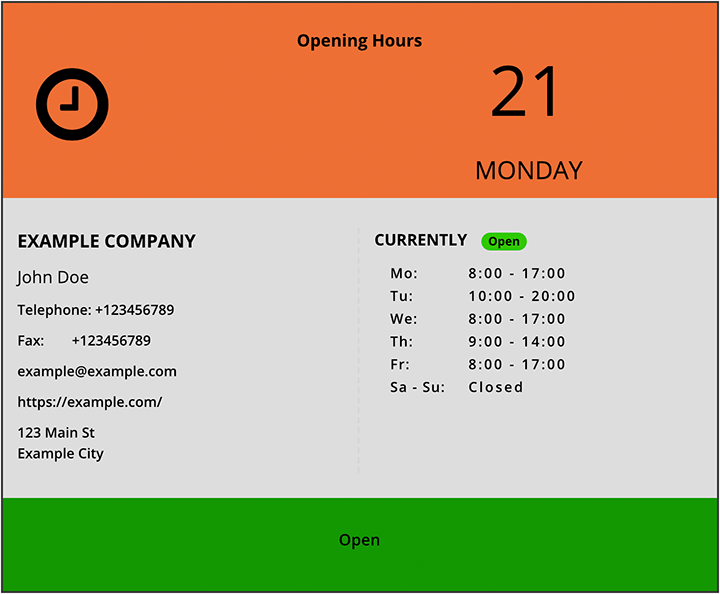 Opening Hours
21
MONDAY
EXAMPLE COMPANY
John Doe
Telephone: +123456789
Fax: +123456789
example@example.com
https://example.com/
123 Main St
Example City
CURRENTLY Open
Mo: 8:00 - 17:00
Tu: 10:00 - 20:00
We: 8:00 - 17:00
Th: 9:00 - 14:00
Fr: 8:00 - 17:00
Sa - Su: Closed
Open